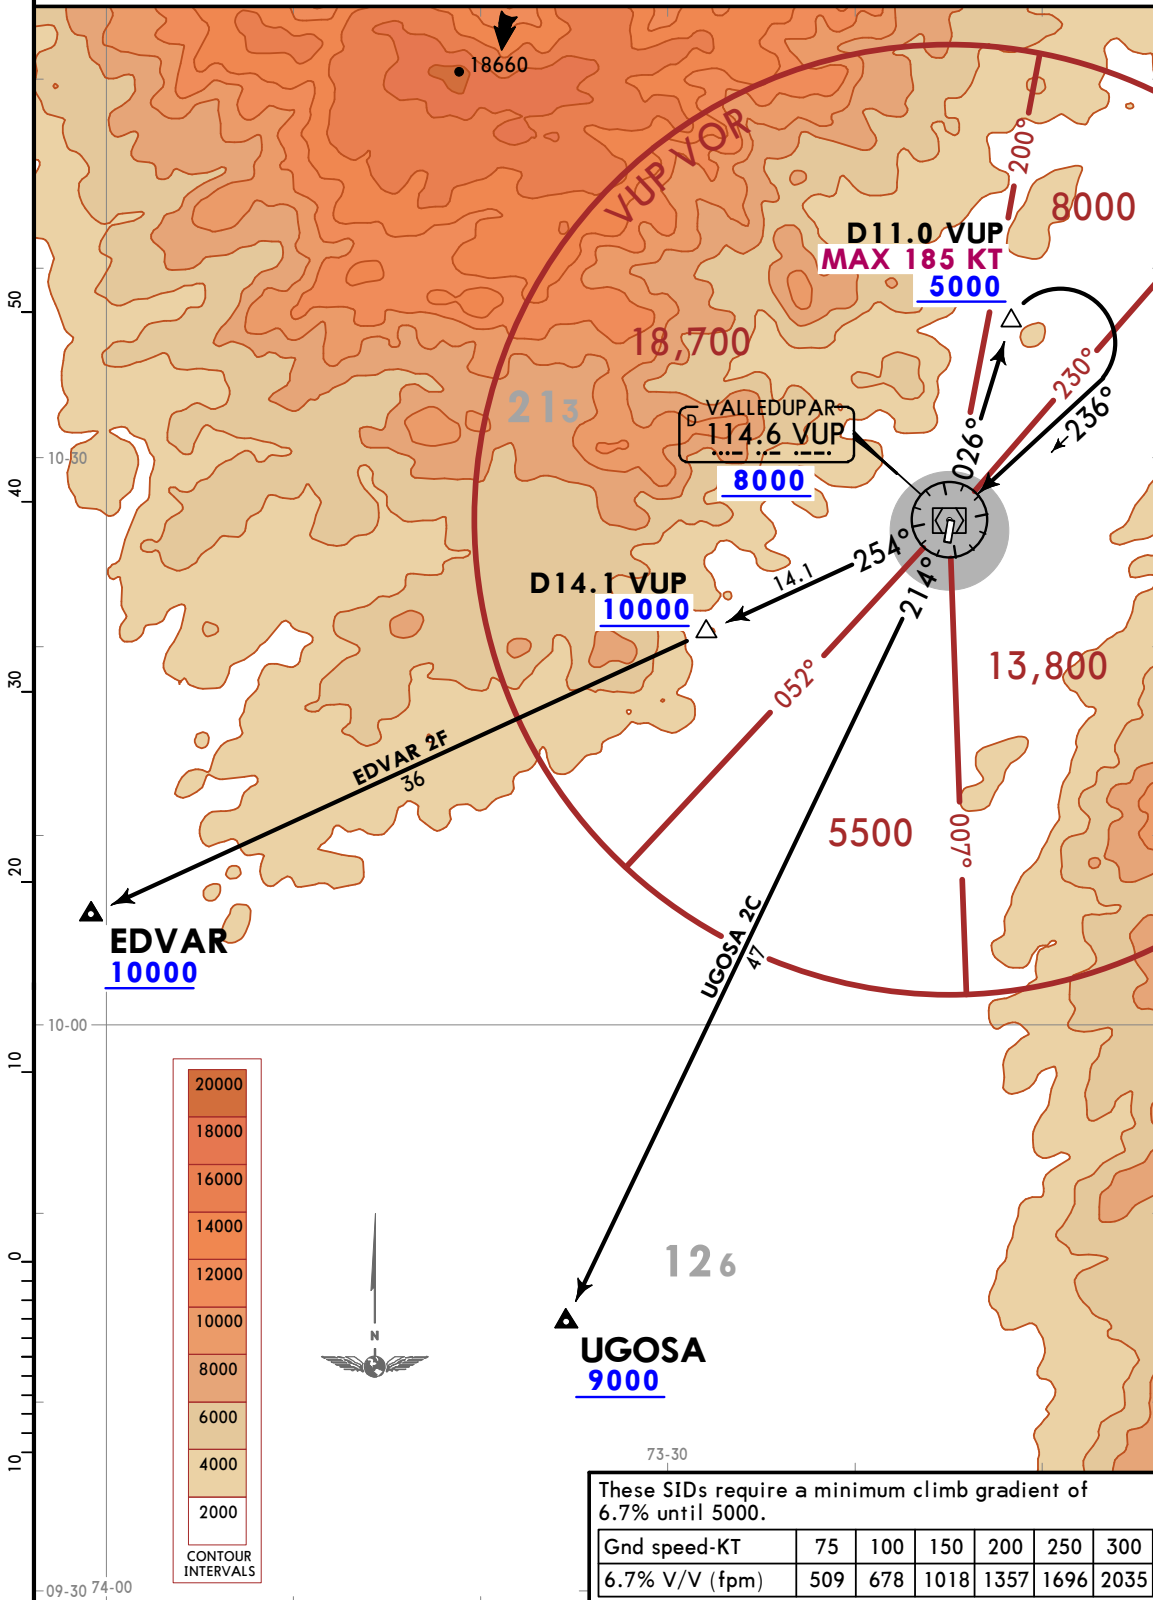 18660
VUP VOR
200°
8000
D11.0 VUP
MAX 185 KT
5000
50
18,700
230°
213
VALLEDUPAR
D 114.6 VUP
8000
236°
026°
10-30
40
254°
14.1
D14.1 VUP
10000
214°
30
052°
13,800
EDVAR 2F
36
5500
007°
20
UGOSA 2C
47
EDVAR
10000
10-00
10
20000
18000
16000
14000
12000
10000
8000
6000
4000
2000
CONTOUR
INTERVALS
0
N
126
UGOSA
9000
10
73-30
These SIDs require a minimum climb gradient of
6.7% until 5000.
Gnd speed-KT 75 100 150 200 250 300
6.7% V/V (fpm) 509 678 1018 1357 1696 2035
09-30 74-00